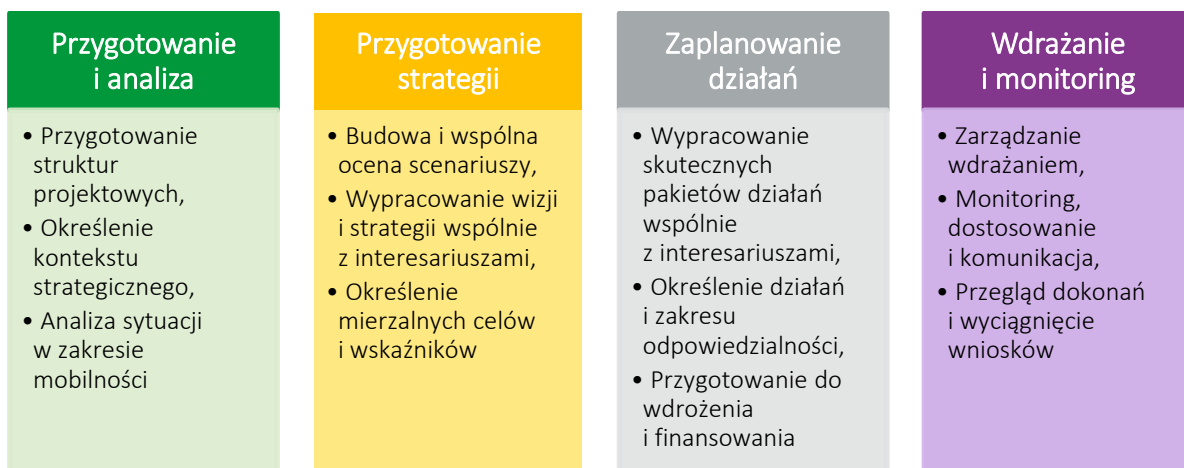 Przygotowanie
i analiza
• Przygotowanie
struktur
projektowych,
• Określenie
kontekstu
strategicznego,
• Analiza sytuacji
w zakresie
mobilności
Przygotowanie
strategii
• Budowa i wspólna
ocena scenariuszy,
• Wypracowanie wizji
i strategii wspólnie
z interesariuszami,
• Określenie
mierzalnych celów
i wskaźników
Zaplanowanie
działań
• Wypracowanie
skutecznych
pakietów działań
wspólnie
z interesariuszami,
• Określenie działań
i zakresu
odpowiedzialności,
• Przygotowanie do
wdrożenia
i finansowania
Wdrażanie
i monitoring
• Zarządzanie
wdrażaniem,
• Monitoring,
dostosowanie
i komunikacja,
• Przegląd dokonań
i wyciągnięcie
wniosków